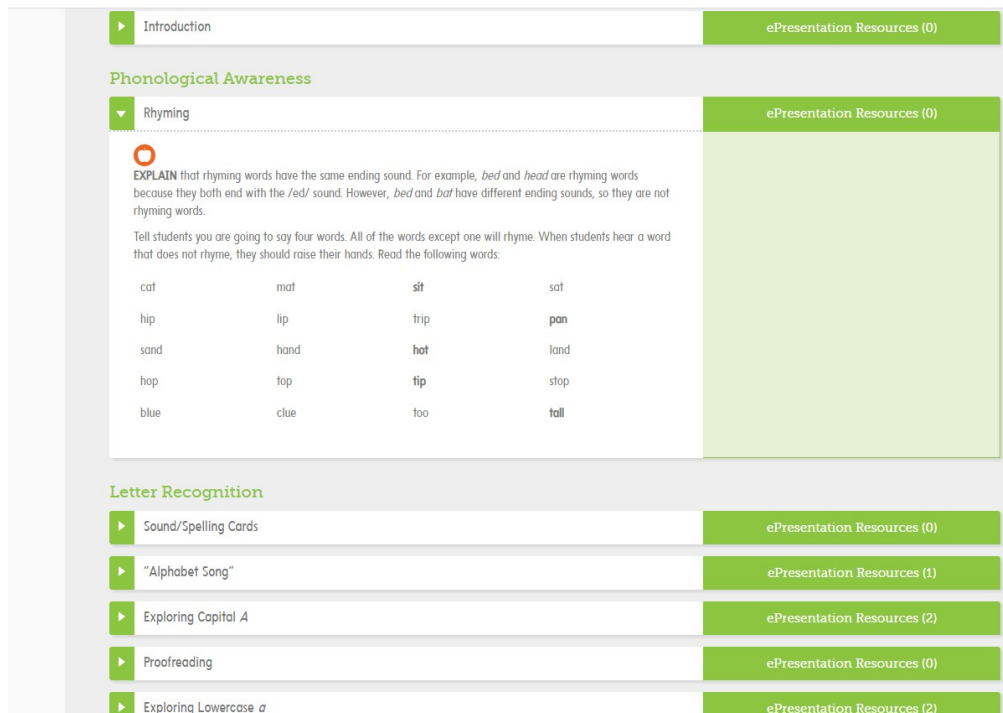 Introduction ePresentation Resources (0)
Phonological Awareness
Rhyming ePresentation Resources (0)
EXPLAIN that rhyming words have the same ending sound. For example, bed and head are rhyming words
because they both end with the /ed/ sound. However, bed and bat have different ending sounds, so they are not
rhyming words.
Tell students you are going to say four words. All of the words except one will rhyme. When students hear a word
that does not rhyme, they should raise their hands. Read the following words:
cat mat sit sat
hip lip trip pan
sand hand hot land
hop top tip stop
blue clue too tall
Letter Recognition
Sound/Spelling Cards ePresentation Resources (0)
"Alphabet Song" ePresentation Resources (1)
Exploring Capital A ePresentation Resources (2)
Proofreading ePresentation Resources (0)
Exploring Lowercase a ePresentation Resources (2)